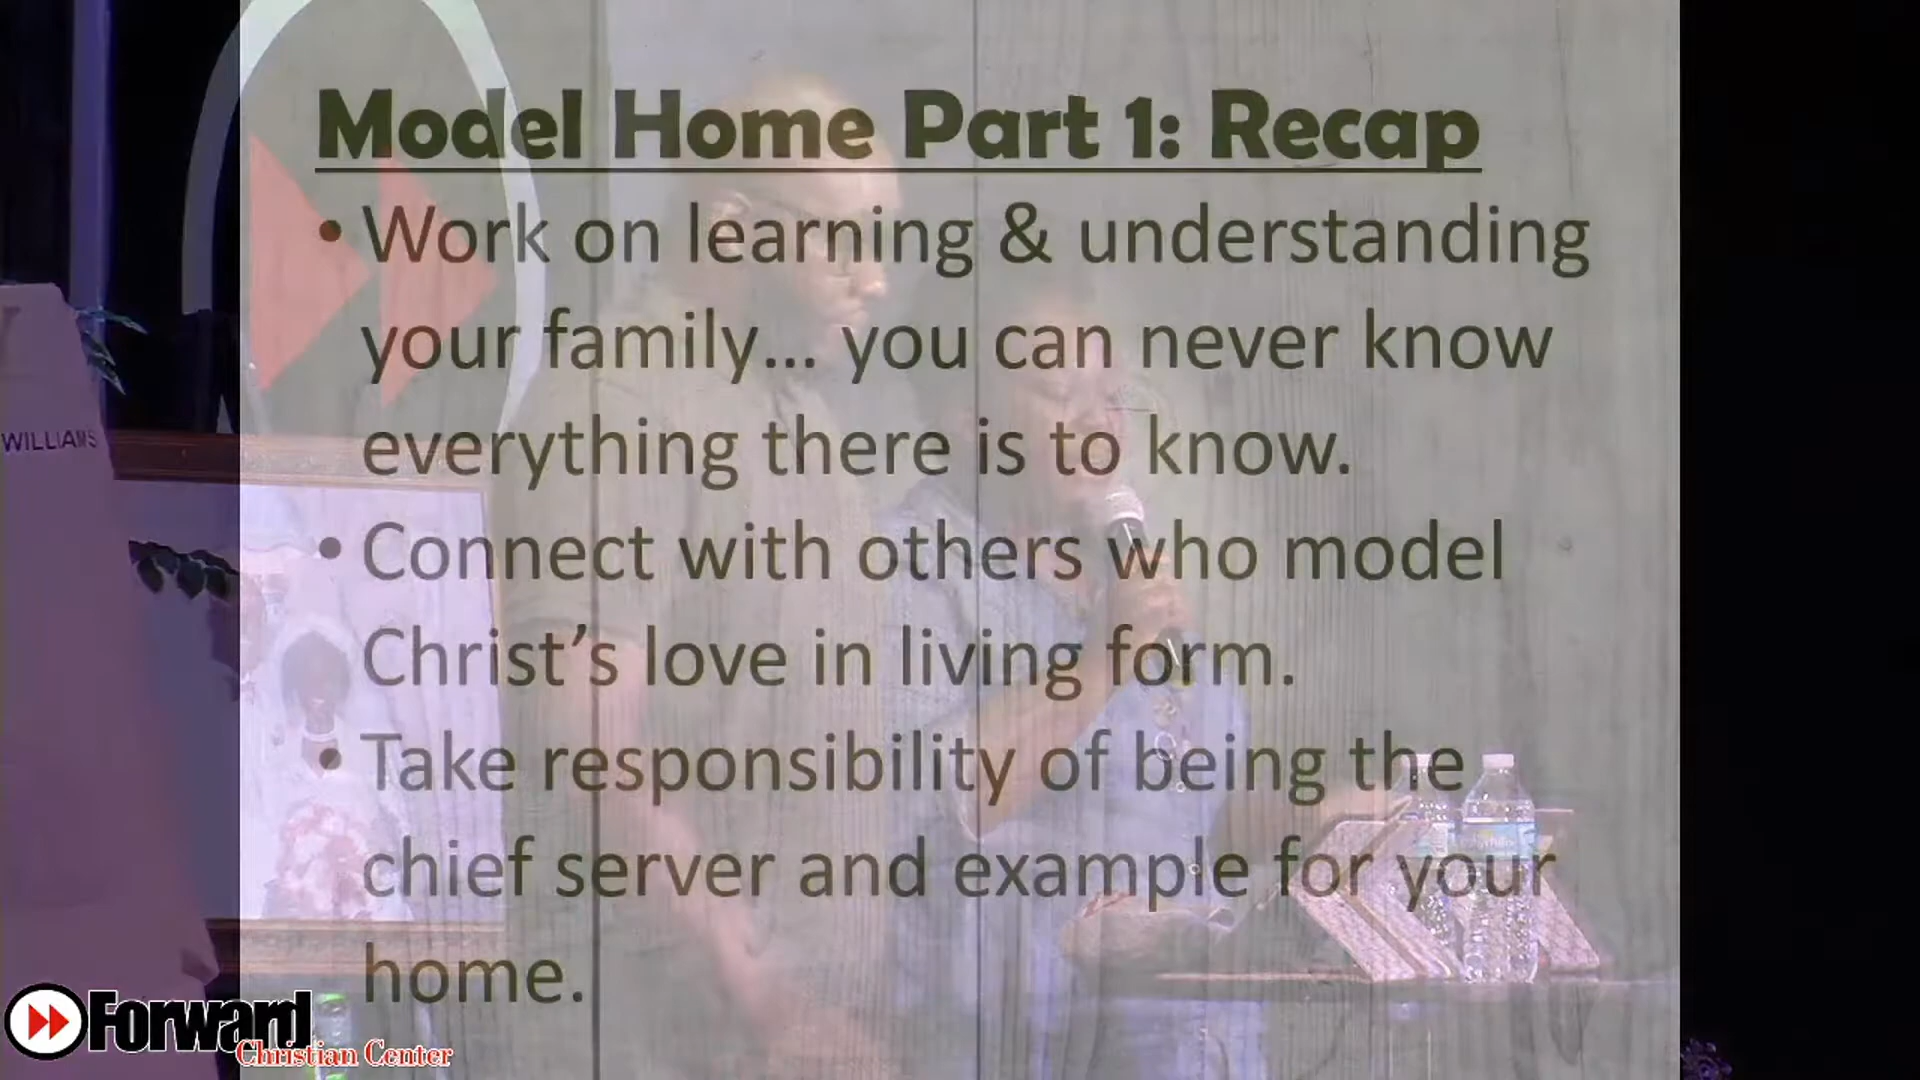 Model Home Part 1: Recap
• Work on learning & understanding
your family... you can never know
everything there is to know.
• Connect with others who model
Christ’s love in living form.
• Take responsibility of being the
chief server and example for your
home.
WILLIAMS
Forward
Christian Center